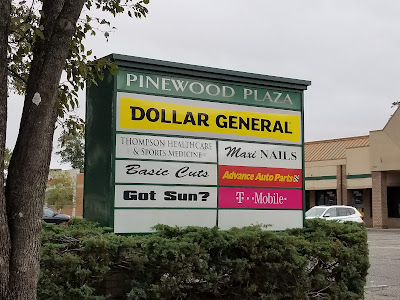 PINEWOOD PLAZA
DOLLAR GENERAL
THOMPSON HEALTHCARE
& SPORTS MEDICINE
Maxi NAILS
Basic Cuts
Advance Auto Parts
Got Sun?
T-Mobile